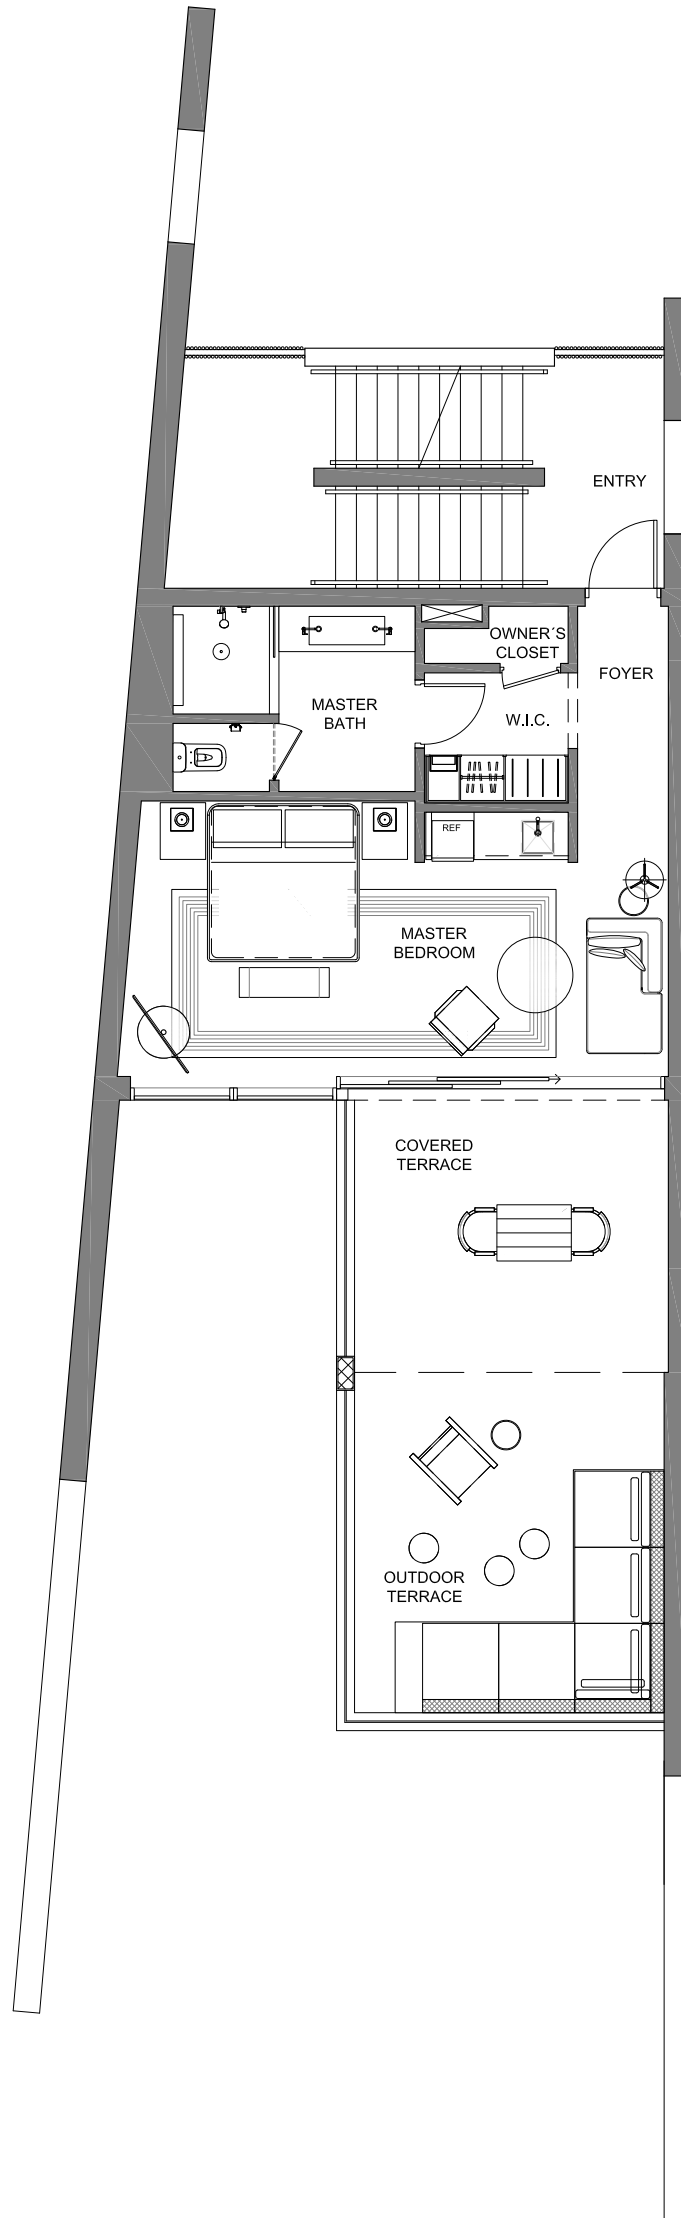 ENTRY
OWNER´S
CLOSET
FOYER
MASTER
BATH
W.I.C.
REF
MASTER
BEDROOM
COVERED
TERRACE
OUTDOOR
TERRACE